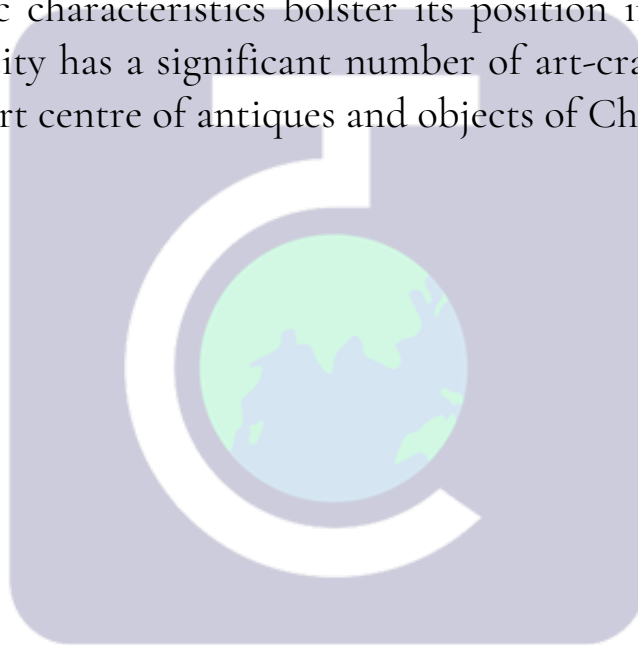 characteristics bolster its position
ity has a significant number of art-cra
rt centre of antiques and objects of Ch